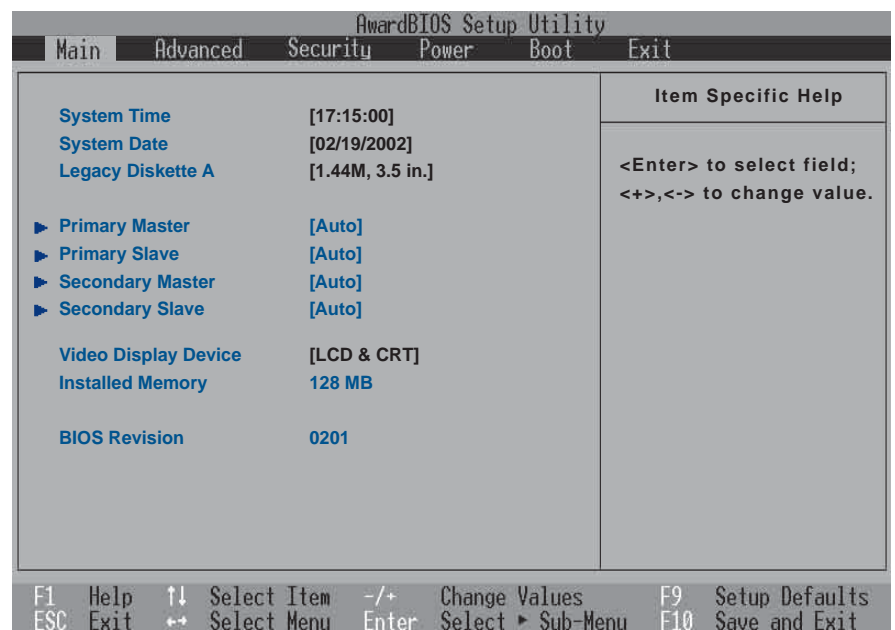 AwardBIOS Setup Utility
Main Advanced Security Power Boot Exit
System Time [17:15:00]
System Date [02/19/2002]
Legacy Diskette A [1.44M, 3.5 in.]
Primary Master [Auto]
Primary Slave [Auto]
Secondary Master [Auto]
Secondary Slave [Auto]
Video Display Device [LCD & CRT]
Installed Memory 128 MB
BIOS Revision 0201
Item Specific Help
<Enter> to select field;
<+>,<-> to change value.
F1 Help ↑↓ Select Item -/+ Change Values F9 Setup Defaults
ESC Exit ←→ Select Menu Enter Select ▸ Sub-Menu F10 Save and Exit